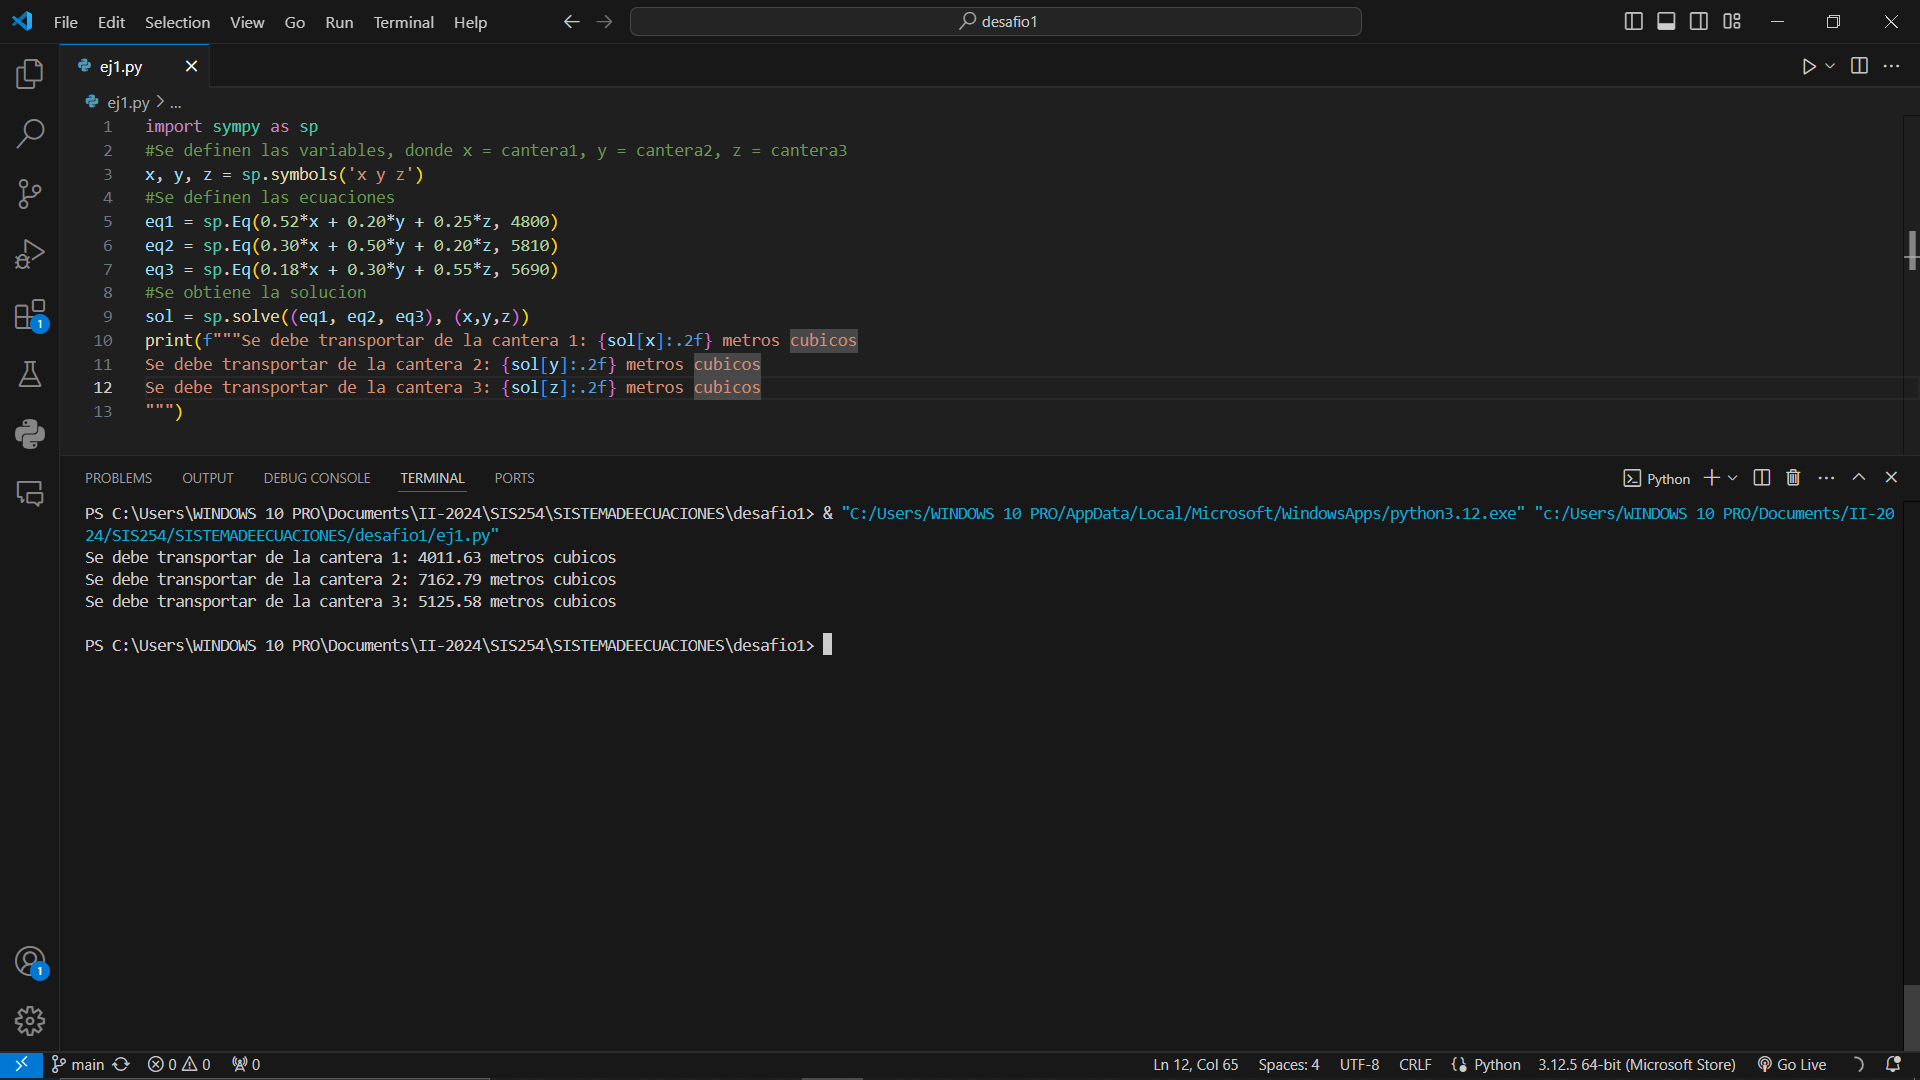 File Edit Selection View Go Run Terminal Help desafio1
ej1.py
ej1.py > ...
1 import sympy as sp
2 #Se definen las variables, donde x = cantera1, y = cantera2, z = cantera3
3 x, y, z = sp.symbols('x y z')
4 #Se definen las ecuaciones
5 eq1 = sp.Eq(0.52*x + 0.20*y + 0.25*z, 4800)
6 eq2 = sp.Eq(0.30*x + 0.50*y + 0.20*z, 5810)
7 eq3 = sp.Eq(0.18*x + 0.30*y + 0.55*z, 5690)
8 #Se obtiene la solucion
9 sol = sp.solve((eq1, eq2, eq3), (x,y,z))
10 print(f"""Se debe transportar de la cantera 1: {sol[x]:.2f} metros cubicos
11 Se debe transportar de la cantera 2: {sol[y]:.2f} metros cubicos
12 Se debe transportar de la cantera 3: {sol[z]:.2f} metros cubicos
13 """)
PROBLEMS OUTPUT DEBUG CONSOLE TERMINAL PORTS Python
PS C:\Users\WINDOWS 10 PRO\Documents\II-2024\SIS254\SISTEMADEECUACIONES\desafio1> & "C:/Users/WINDOWS 10 PRO/AppData/Local/Microsoft/WindowsApps/python3.12.exe" "c:/Users/WINDOWS 10 PRO/Documents/II-20
24/SIS254/SISTEMADEECUACIONES/desafio1/ej1.py"
Se debe transportar de la cantera 1: 4011.63 metros cubicos
Se debe transportar de la cantera 2: 7162.79 metros cubicos
Se debe transportar de la cantera 3: 5125.58 metros cubicos
PS C:\Users\WINDOWS 10 PRO\Documents\II-2024\SIS254\SISTEMADEECUACIONES\desafio1>
1
1
main 0 0 0 Ln 12, Col 65 Spaces: 4 UTF-8 CRLF Python 3.12.5 64-bit (Microsoft Store) Go Live